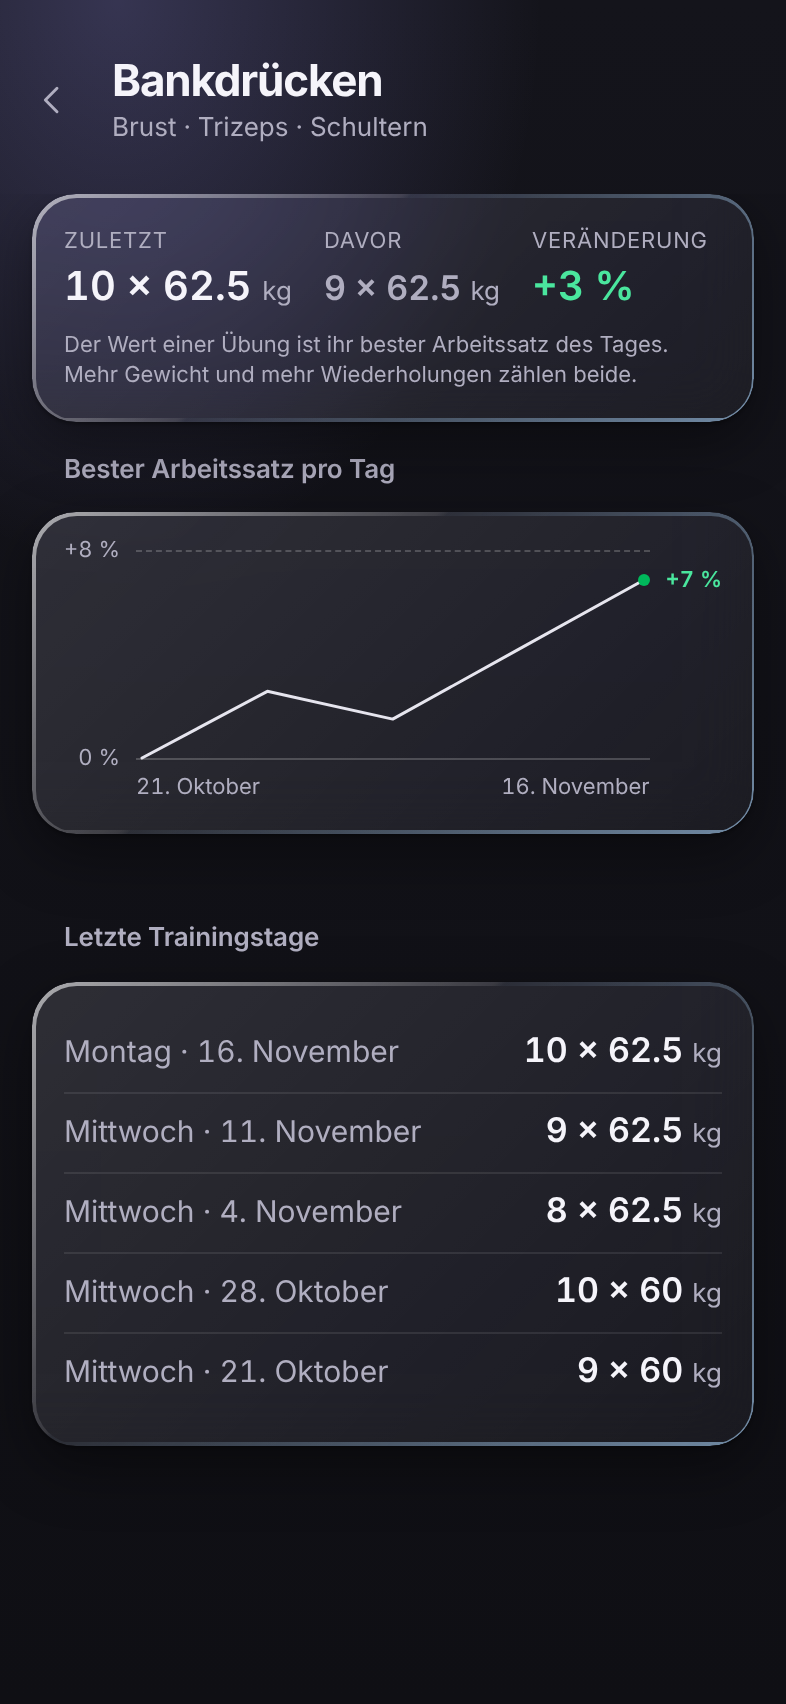 Bankdrücken
Brust · Trizeps · Schultern
ZULETZT DAVOR VERÄNDERUNG
10 × 62.5 kg 9 × 62.5 kg +3 %
Der Wert einer Übung ist ihr bester Arbeitssatz des Tages.
Mehr Gewicht und mehr Wiederholungen zählen beide.
Bester Arbeitssatz pro Tag
+8 %
+7 %
0 %
21. Oktober 16. November
Letzte Trainingstage
Montag · 16. November 10 × 62.5 kg
Mittwoch · 11. November 9 × 62.5 kg
Mittwoch · 4. November 8 × 62.5 kg
Mittwoch · 28. Oktober 10 × 60 kg
Mittwoch · 21. Oktober 9 × 60 kg